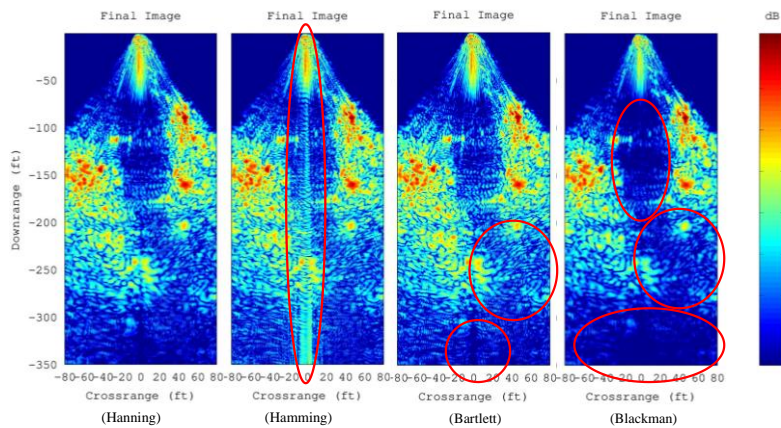 Final Image
Final Image
Final Image
Final Image
dB
-50
-100
-150
-200
-250
-300
-350
Downrange (ft)
-80-60-40-20 0 20 40 60 80
-80-60-40-20 0 20 40 60 80
-80-60-40-20 0 20 40 60 80
-80-60-40-20 0 20 40 60 80
Crossrange (ft)
Crossrange (ft)
Crossrange (ft)
Crossrange (ft)
(Hanning)
(Hamming)
(Bartlett)
(Blackman)